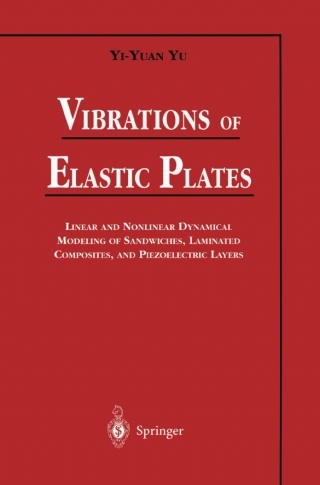 YI-YUAN YU
VIBRATIONS OF
ELASTIC PLATES
LINEAR AND NONLINEAR DYNAMICAL
MODELING OF SANDWICHES, LAMINATED
COMPOSITES, AND PIEZOELECTRIC LAYERS
Springer